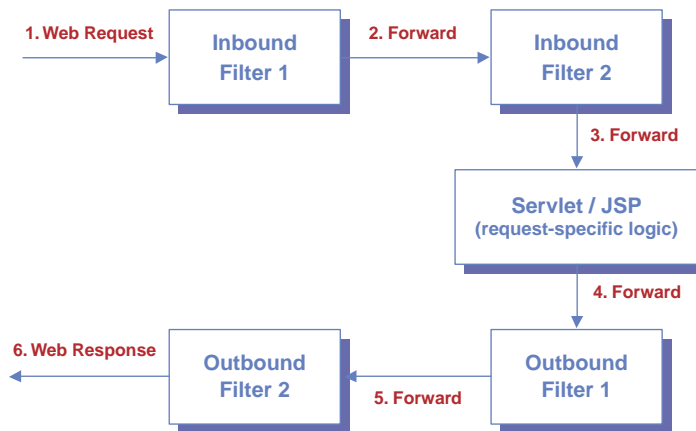 1. Web Request
Inbound
Filter 1
2. Forward
Inbound
Filter 2
3. Forward
Servlet / JSP
(request-specific logic)
4. Forward
Outbound
Filter 1
5. Forward
Outbound
Filter 2
6. Web Response